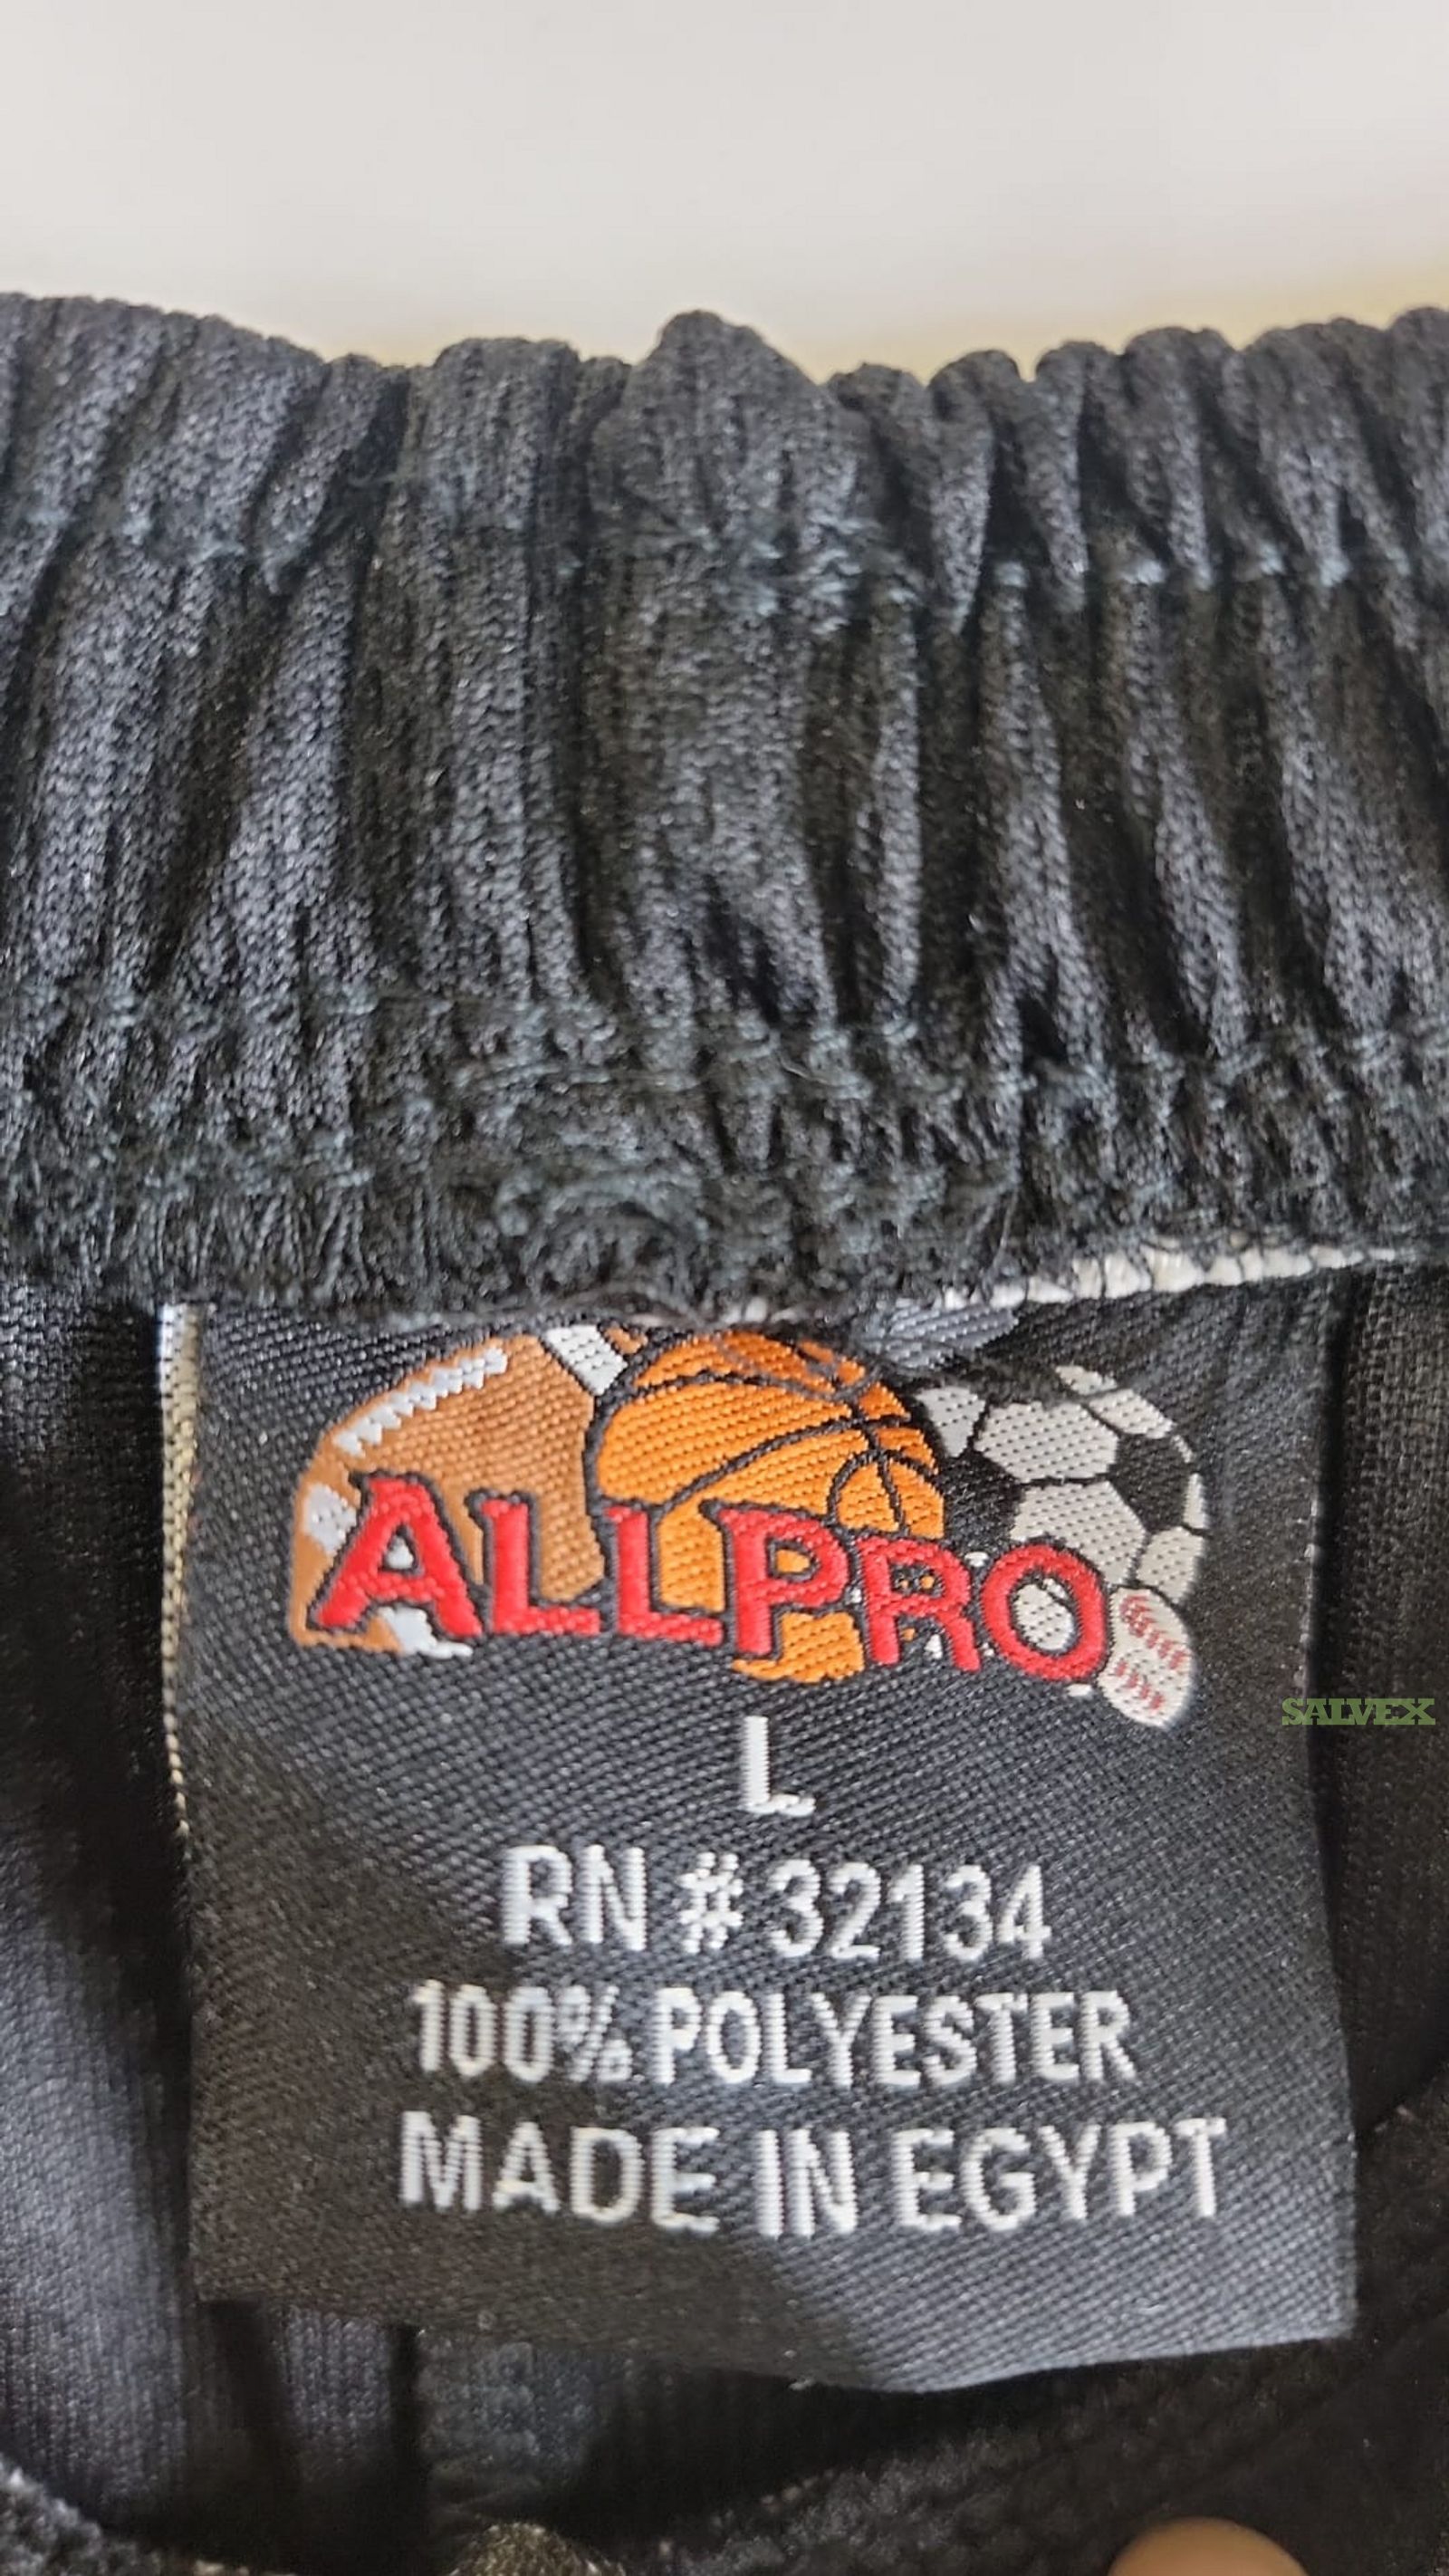 ALLPRO
L
RN # 32134
100% POLYESTER
MADE IN EGYPT
SALVEX